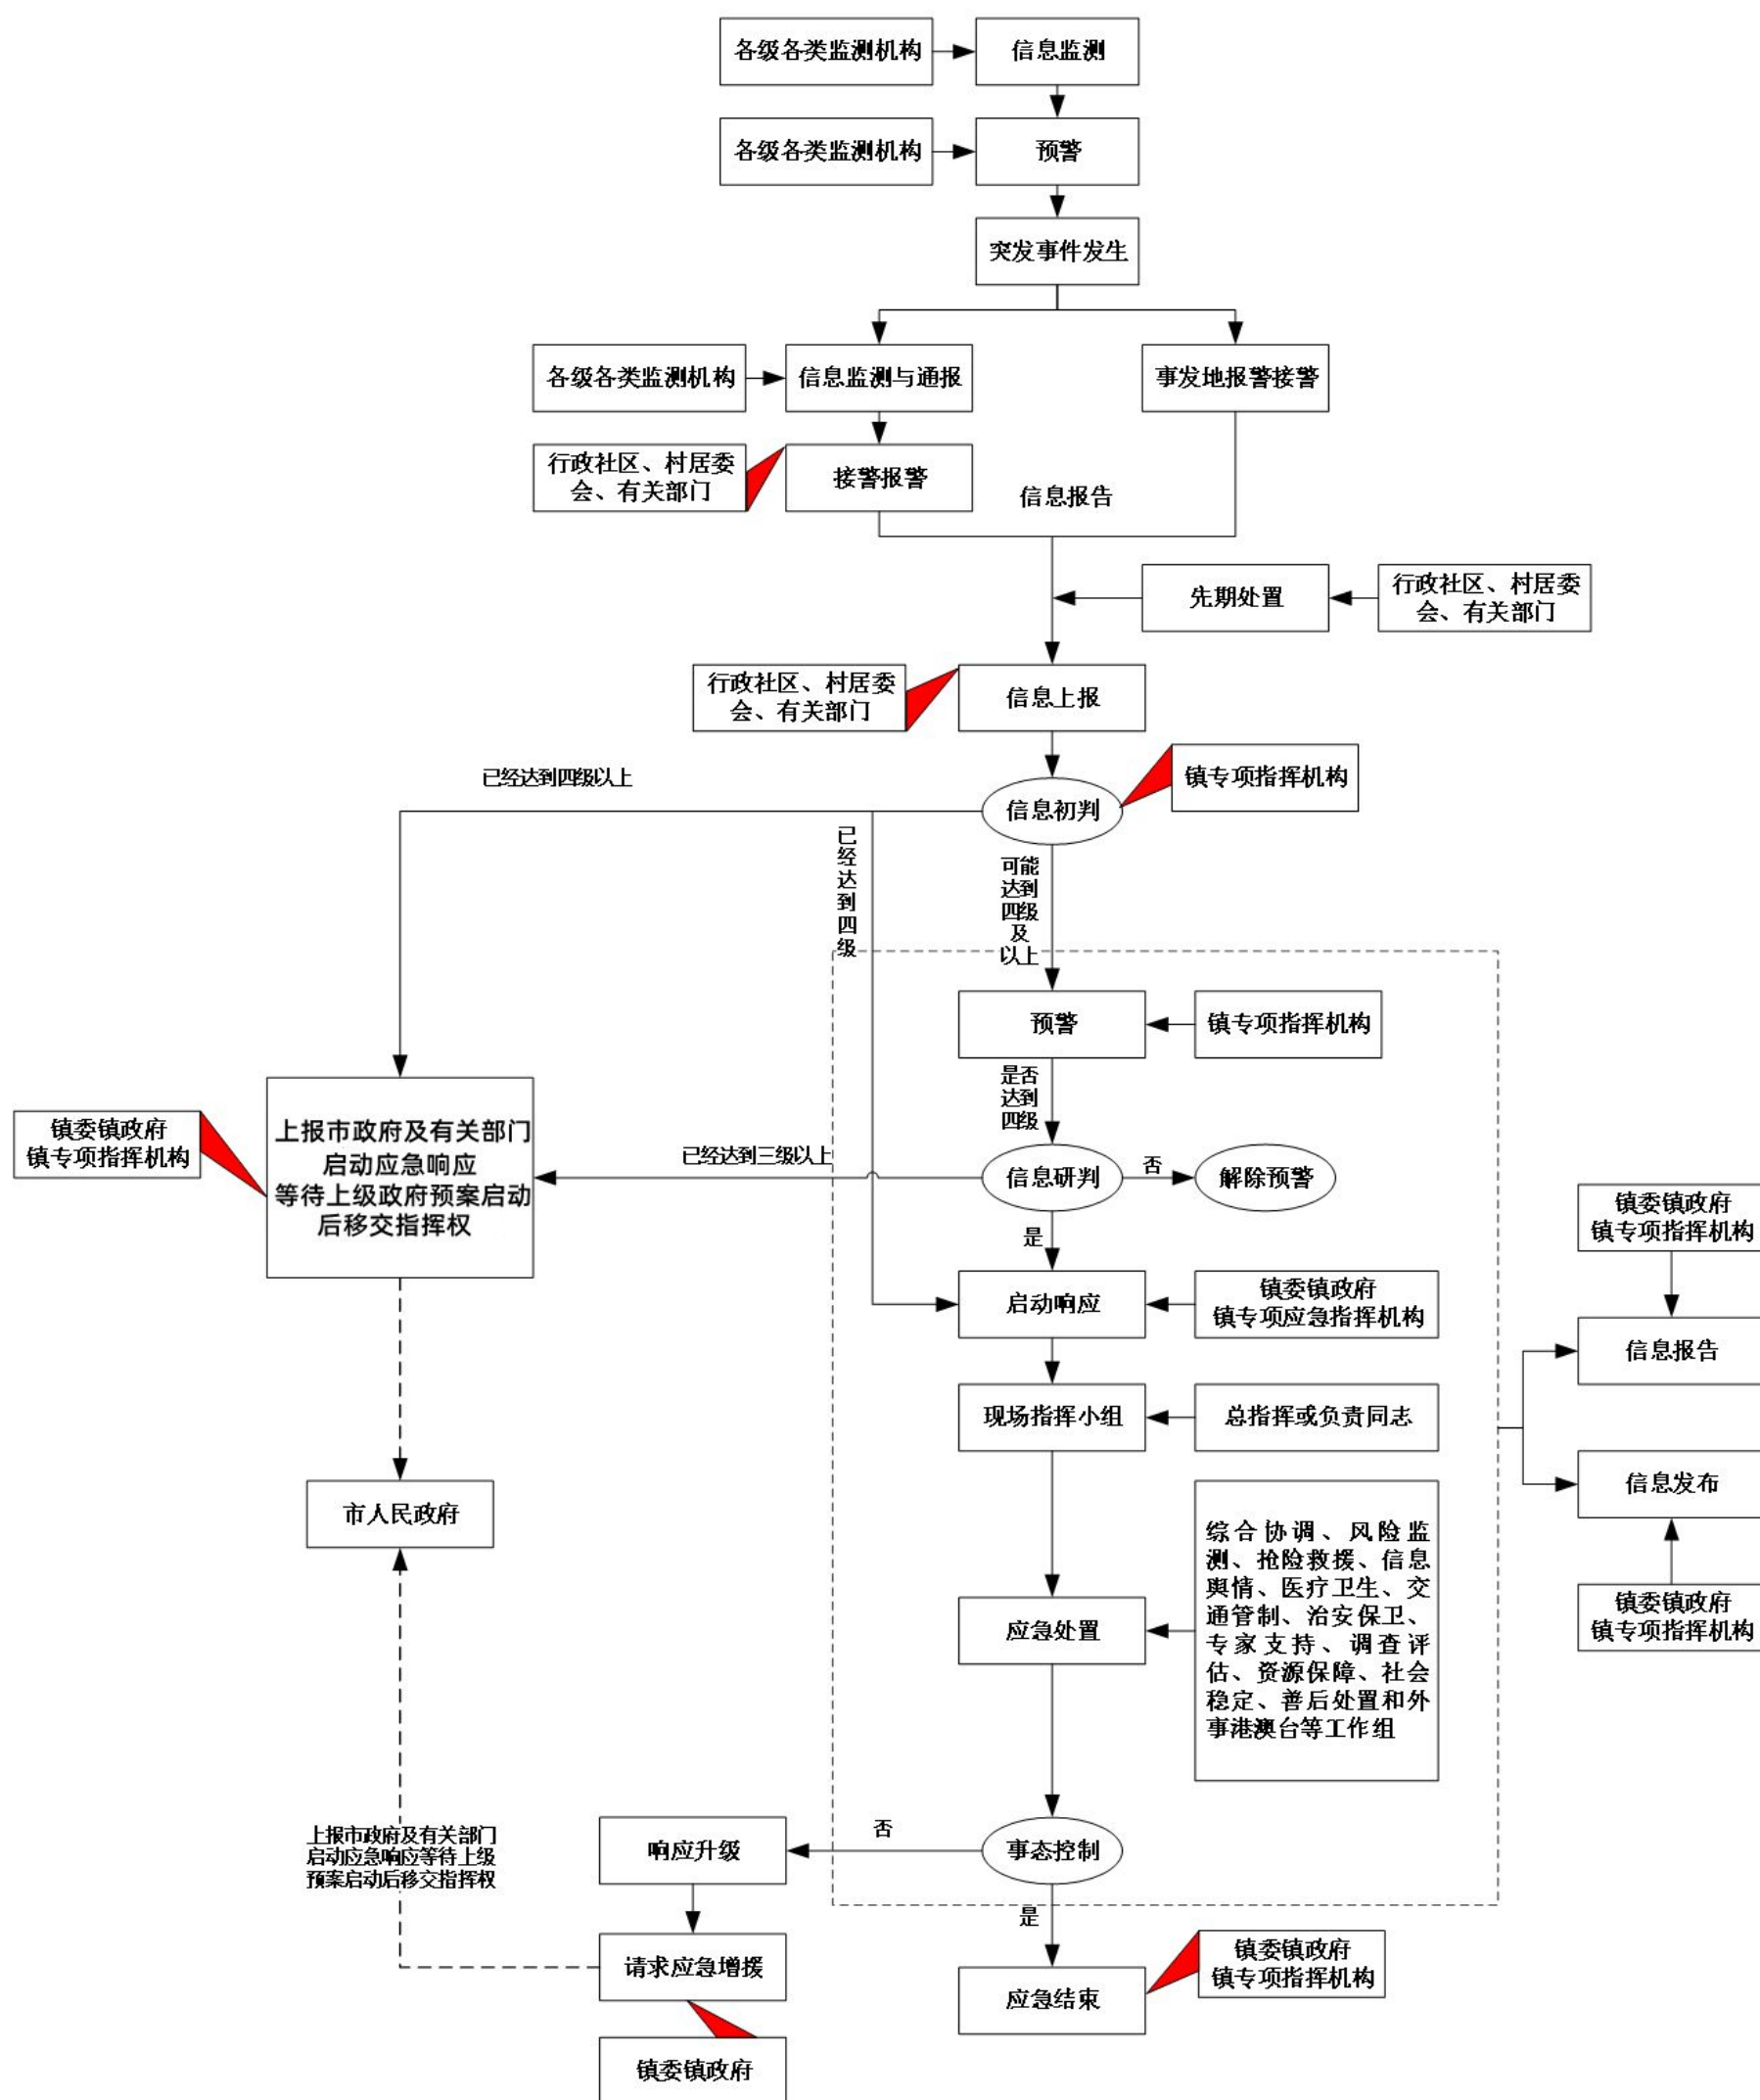 各级各类监测机构
信息监测
各级各类监测机构
预警
突发事件发生
各级各类监测机构
信息监测与通报
事发地报警接警
行政社区、村居委
会、有关部门
接警报警
信息报告
先期处置
行政社区、村居委
会、有关部门
行政社区、村居委
会、有关部门
信息上报
镇专项指挥机构
已经达到四级以上
信息初判
已
经
达
到
四
级
可能
达到
四级
及
以上
预警
镇专项指挥机构
是否
达到
四级
镇委镇政府
镇专项指挥机构
上报市政府及有关部门
启动应急响应
等待上级政府预案启动
后移交指挥权
已经达到三级以上
信息研判
否
解除预警
是
镇委镇政府
镇专项指挥机构
启动响应
镇委镇政府
镇专项应急指挥机构
信息报告
现场指挥小组
总指挥或负责同志
信息发布
市人民政府
镇委镇政府
镇专项指挥机构
应急处置
综合协调、风险监
测、抢险救援、信息
舆情、医疗卫生、交
通管制、治安保卫、
专家支持、调查评
估、资源保障、社会
稳定、善后处置和外
事港澳台等工作组
上报市政府及有关部门
启动应急响应等待上级
预案启动后移交指挥权
响应升级
否
事态控制
是
请求应急增援
应急结束
镇委镇政府
镇专项指挥机构
镇委镇政府